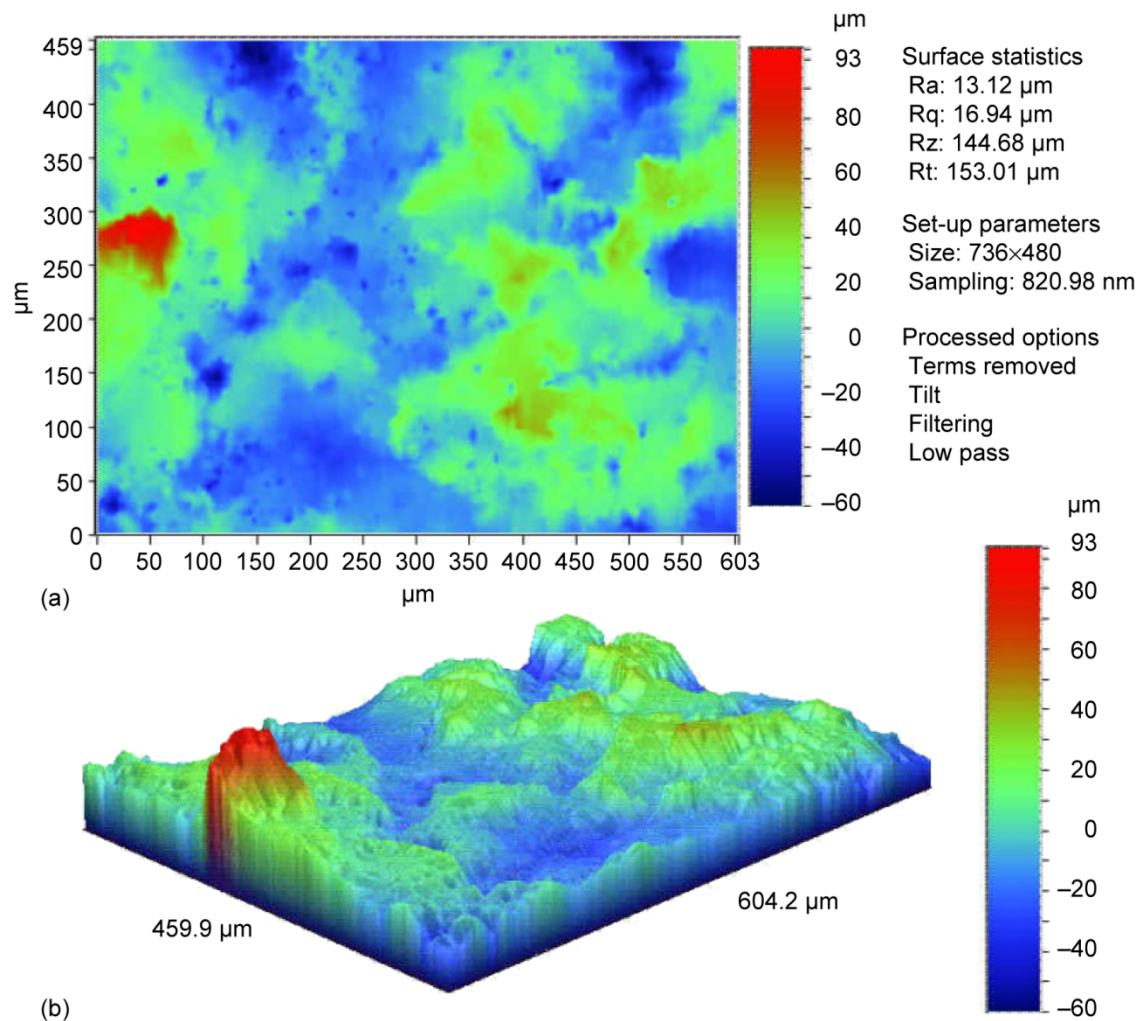 µm
459
400
350
300
250
200
150
100
50
0
µm
0 50 100 150 200 250 300 350 400 450 500 550 603
µm
93
80
60
40
20
0
–20
–40
–60
Surface statistics
Ra: 13.12 µm
Rq: 16.94 µm
Rz: 144.68 µm
Rt: 153.01 µm
Set-up parameters
Size: 736×480
Sampling: 820.98 nm
Processed options
Terms removed
Tilt
Filtering
Low pass
(a)
µm
93
80
60
40
20
0
–20
–40
–60
459.9 µm
604.2 µm
(b)